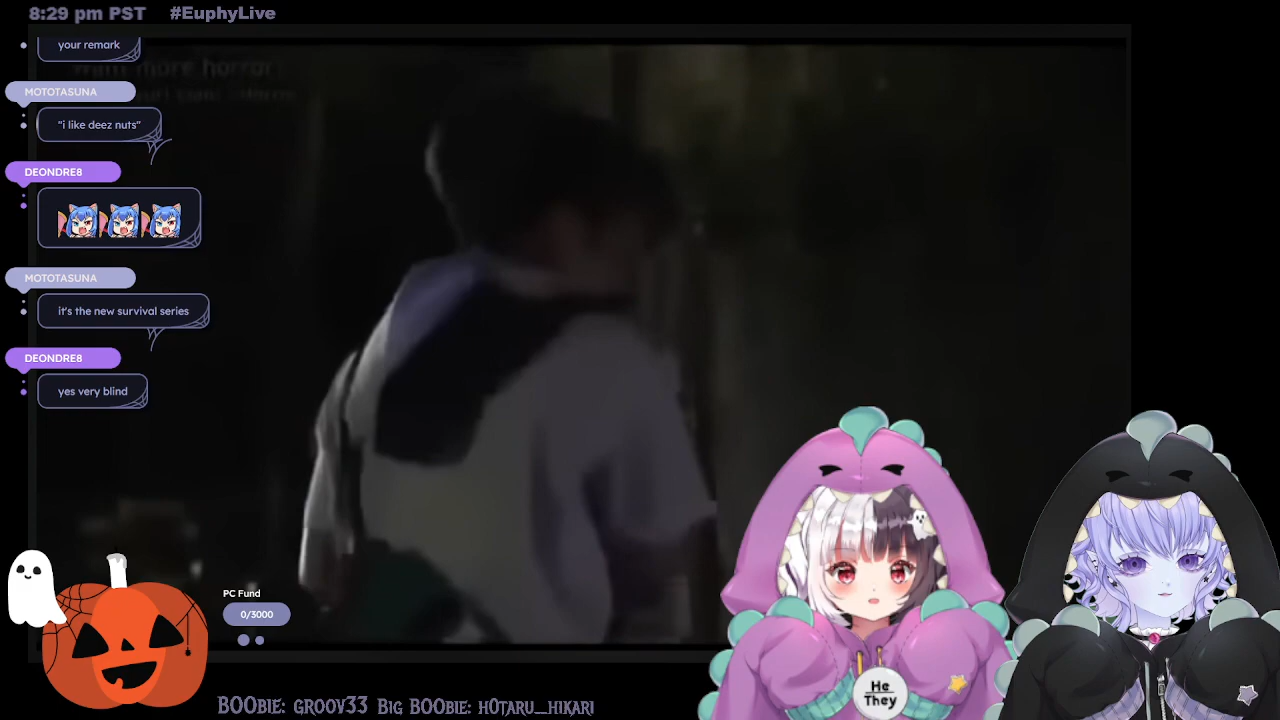 8:29 pm PST #EuphyLive
your remark
MOTOTASUNA
"i like deez nuts"
DEONDRE8
MOTOTASUNA
it's the new survival series
DEONDRE8
yes very blind
PC Fund
0/3000
He
They
BOObie: groov33 Big BOObie: h0taru_hikari